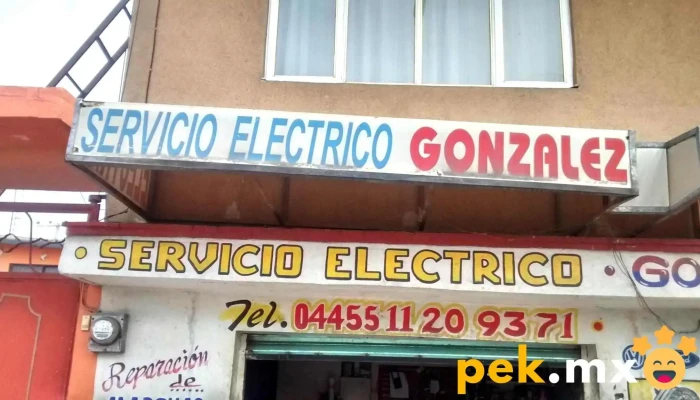 SERVICIO ELECTRICO GONZALEZ
• SERVICIO ELECTRICO • GO
Tel. 04455 11 20 93 71
Reparación
de
pek.mx